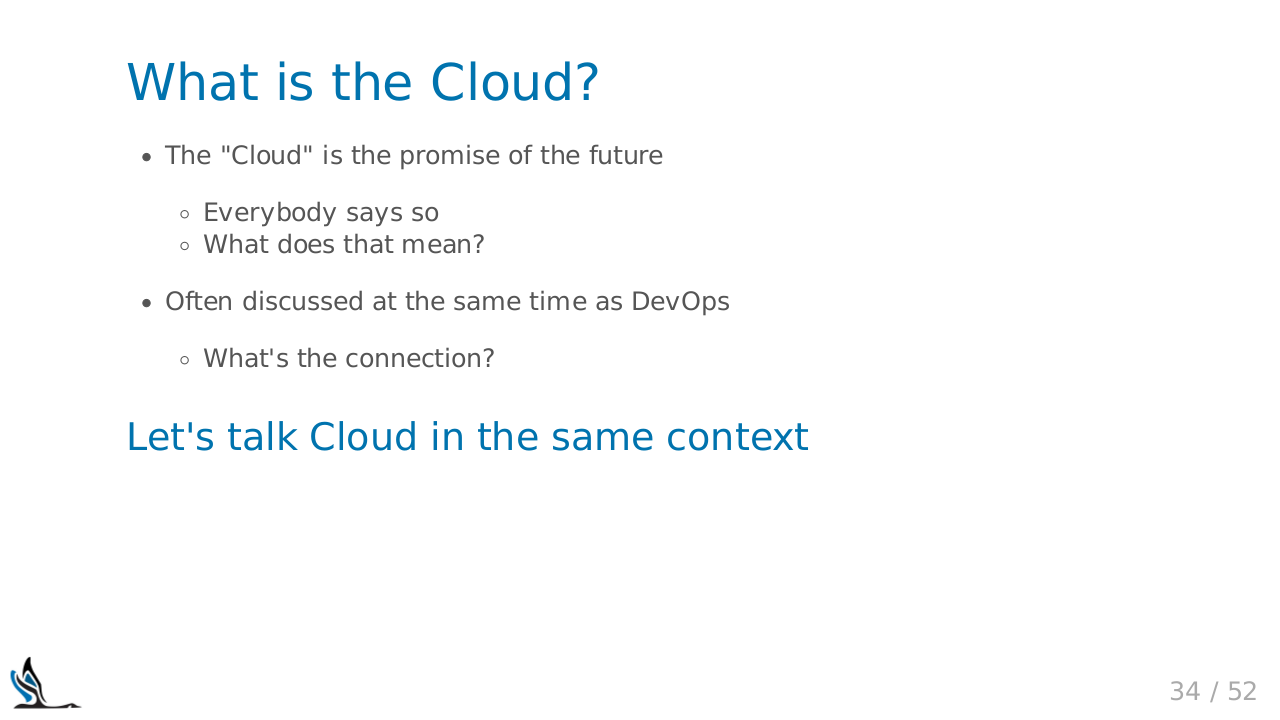 What is the Cloud?
The "Cloud" is the promise of the future
Everybody says so
What does that mean?
Often discussed at the same time as DevOps
What's the connection?
Let's talk Cloud in the same context
34 / 52